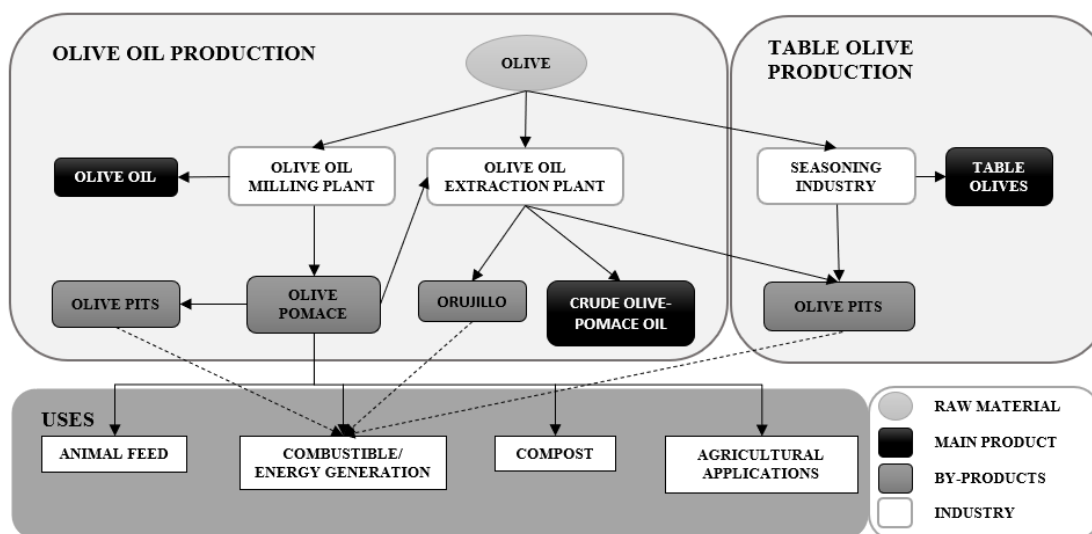 OLIVE OIL PRODUCTION
OLIVE
TABLE OLIVE
PRODUCTION
OLIVE OIL
OLIVE OIL
MILLING PLANT
OLIVE OIL
EXTRACTION PLANT
SEASONING
INDUSTRY
TABLE
OLIVES
OLIVE PITS
OLIVE
POMACE
ORUJILLO
CRUDE OLIVE-
POMACE OIL
OLIVE PITS
USES
ANIMAL FEED
COMBUSTIBLE/
ENERGY GENERATION
COMPOST
AGRICULTURAL
APPLICATIONS
RAW MATERIAL
MAIN PRODUCT
BY-PRODUCTS
INDUSTRY